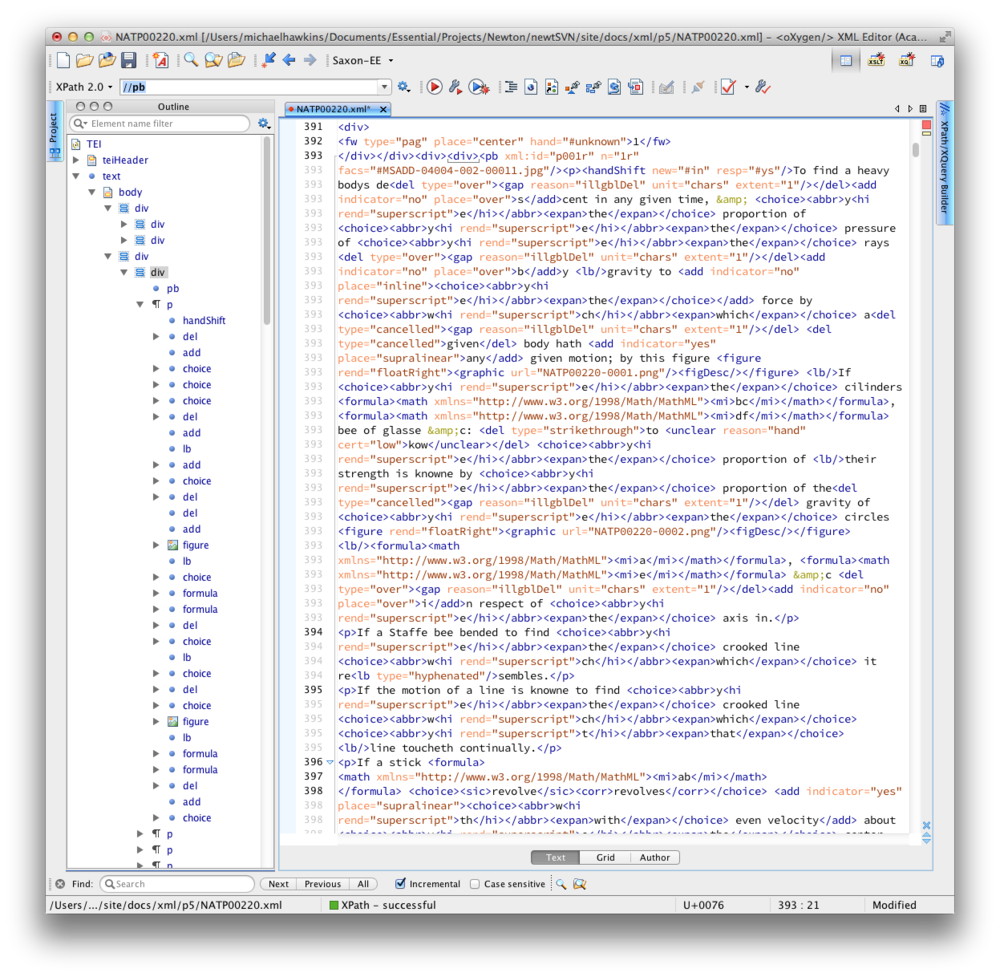 NATP00220.xml [/Users/michaelhawkins/Documents/Essential/Projects/Newton/newtSVN/site/docs/xml/p5/NATP00220.xml] - <oXygen/> XML Editor (Aca...
Saxon-EE
XPath 2.0 //pb
Project
Outline
Element name filter
TEI
teiHeader
text
body
div
div
div
div
div
pb
p
handShift
del
add
choice
choice
choice
del
add
lb
add
choice
del
del
add
figure
lb
choice
formula
formula
del
choice
lb
choice
del
choice
figure
lb
formula
formula
del
add
choice
p
p
p
NATP00220.xml*
391 <div>
392 <fw type="pag" place="center" hand="#unknown">1</fw>
393 </div></div><div><div><pb xml:id="p001r" n="1r"
393 facs="#MSADD-04004-002-00011.jpg"/><p><handShift new="#in" resp="#ys"/>To find a heavy
393 bodys de<del type="over"><gap reason="illgblDel" unit="chars" extent="1"/></del><add
393 indicator="no" place="over">s</add>cent in any given time, &amp; <choice><abbr>y<hi
393 rend="superscript">e</hi></abbr><expan>the</expan></choice> proportion of
393 <choice><abbr>y<hi rend="superscript">e</hi></abbr><expan>the</expan></choice> pressure
393 of <choice><abbr>y<hi rend="superscript">e</hi></abbr><expan>the</expan></choice> rays
393 <del type="over"><gap reason="illgblDel" unit="chars" extent="1"/></del><add
393 indicator="no" place="over">b</add>y <lb/>gravity to <add indicator="no"
393 place="inline"><choice><abbr>y<hi
393 rend="superscript">e</hi></abbr><expan>the</expan></choice></add> force by
393 <choice><abbr>w<hi rend="superscript">ch</hi></abbr><expan>which</expan></choice> a<del
393 type="cancelled"><gap reason="illgblDel" unit="chars" extent="1"/></del> <del
393 type="cancelled">given</del> body hath <add indicator="yes"
393 place="supralinear">any</add> given motion; by this figure <figure
393 rend="floatRight"><graphic url="NATP00220-0001.png"/><figDesc/></figure> <lb/>If
393 <choice><abbr>y<hi rend="superscript">e</hi></abbr><expan>the</expan></choice> cilinders
393 <formula><math xmlns="http://www.w3.org/1998/Math/MathML"><mi>bc</mi></math></formula>,
393 <formula><math xmlns="http://www.w3.org/1998/Math/MathML"><mi>df</mi></math></formula>
393 bee of glasse &amp;c: <del type="strikethrough">to <unclear reason="hand"
393 cert="low">kow</unclear></del> <choice><abbr>y<hi
393 rend="superscript">e</hi></abbr><expan>the</expan></choice> proportion of <lb/>their
393 strength is knowne by <choice><abbr>y<hi
393 rend="superscript">e</hi></abbr><expan>the</expan></choice> proportion of the<del
393 type="cancelled"><gap reason="illgblDel" unit="chars" extent="1"/></del> gravity of
393 <choice><abbr>y<hi rend="superscript">e</hi></abbr><expan>the</expan></choice> circles
393 <figure rend="floatRight"><graphic url="NATP00220-0002.png"/><figDesc/></figure>
393 <lb/><formula><math
393 xmlns="http://www.w3.org/1998/Math/MathML"><mi>a</mi></math></formula>, <formula><math
393 xmlns="http://www.w3.org/1998/Math/MathML"><mi>e</mi></math></formula> &amp;c <del
393 type="over"><gap reason="illgblDel" unit="chars" extent="1"/></del><add indicator="no"
393 place="over">i</add>n respect of <choice><abbr>y<hi
393 rend="superscript">e</hi></abbr><expan>the</expan></choice> axis in.</p>
394 <p>If a Staffe bee bended to find <choice><abbr>y<hi
394 rend="superscript">e</hi></abbr><expan>the</expan></choice> crooked line
394 <choice><abbr>w<hi rend="superscript">ch</hi></abbr><expan>which</expan></choice> it
394 re<lb type="hyphenated"/>sembles.</p>
395 <p>If the motion of a line is knowne to find <choice><abbr>y<hi
395 rend="superscript">e</hi></abbr><expan>the</expan></choice> crooked line
395 <choice><abbr>w<hi rend="superscript">ch</hi></abbr><expan>which</expan></choice>
395 <choice><abbr>y<hi rend="superscript">t</hi></abbr><expan>that</expan></choice>
395 <lb/>line toucheth continually.</p>
396 <p>If a stick <formula>
397 <math xmlns="http://www.w3.org/1998/Math/MathML"><mi>ab</mi></math>
398 </formula> <choice><sic>revolve</sic><corr>revolves</corr></choice> <add indicator="yes"
398 place="supralinear"><choice><abbr>w<hi
398 rend="superscript">th</hi></abbr><expan>with</expan></choice> even velocity</add> about
398 <choice><abbr>y<hi rend="superscript">e</hi></abbr><expan>the</expan></choice> center
XPath/XQuery Builder
Text Grid Author
Find: Search Next Previous All Incremental Case sensitive
/Users/.../site/docs/xml/p5/NATP00220.xml XPath - successful U+0076 393 : 21 Modified